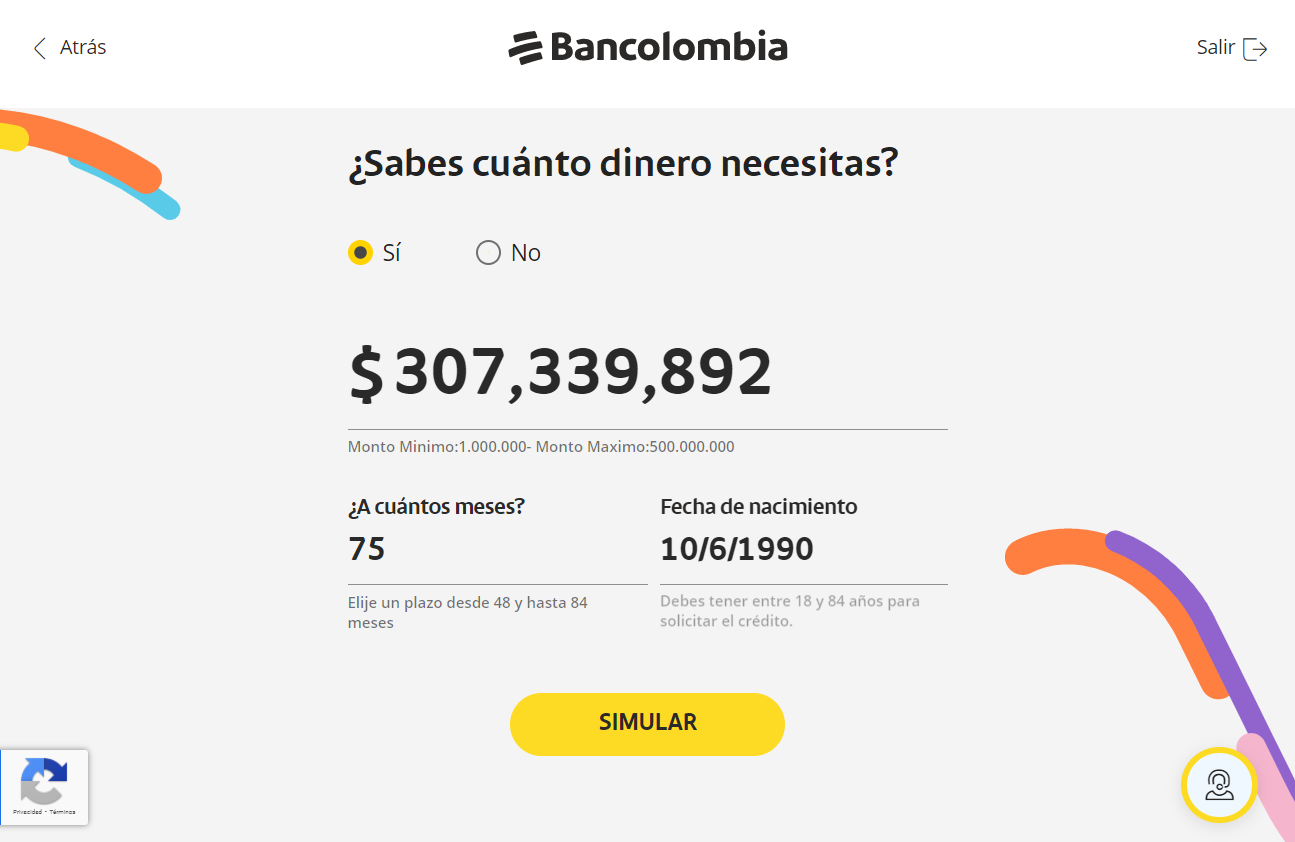 Atrás
Bancolombia
Salir
¿Sabes cuánto dinero necesitas?
Sí
No
$ 307,339,892
Monto Minimo:1.000.000- Monto Maximo:500.000.000
¿A cuántos meses?
Fecha de nacimiento
75
10/6/1990
Elije un plazo desde 48 y hasta 84
meses
Debes tener entre 18 y 84 años para
solicitar el crédito.
SIMULAR
Privacidad - Términos